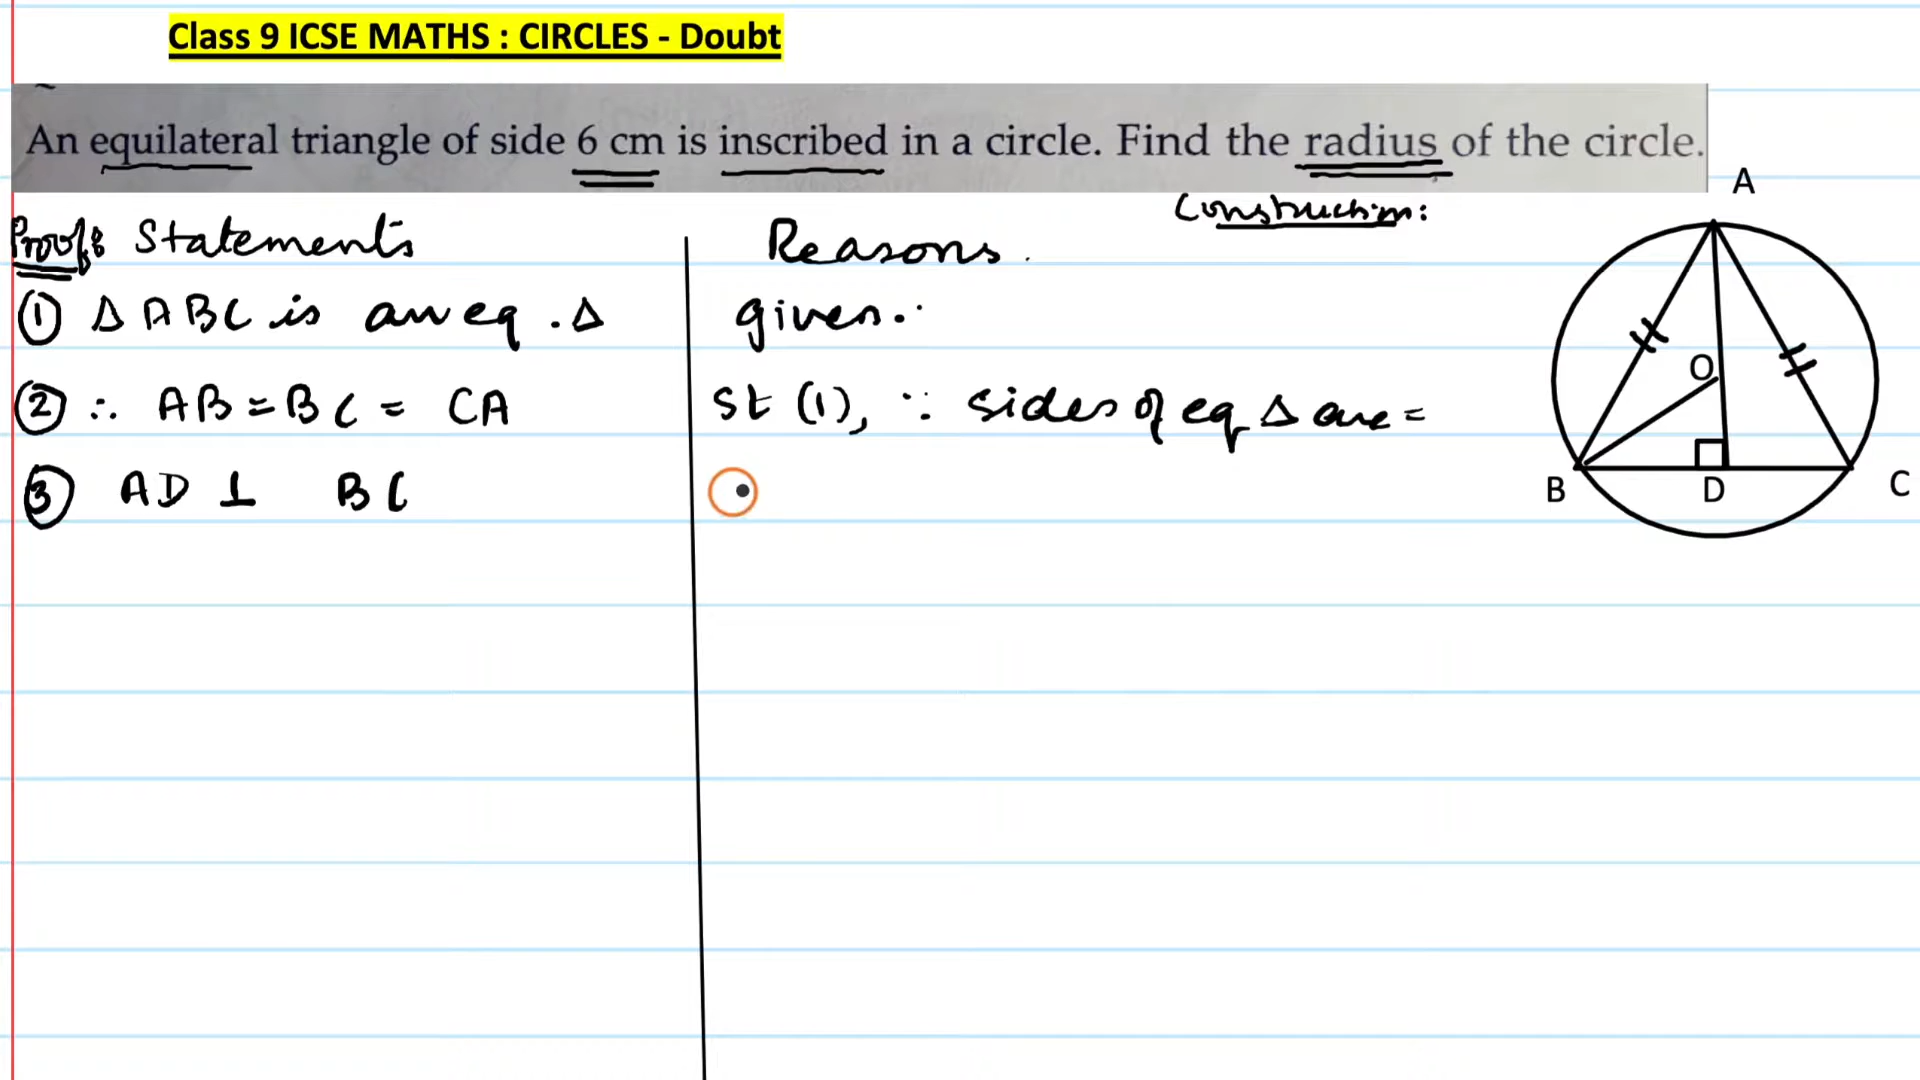 Class 9 ICSE MATHS : CIRCLES - Doubt
An equilateral triangle of side 6 cm is inscribed in a circle. Find the radius of the circle.
Construction:
Proof: Statements
Reasons.
① Δ ABC is an eq. Δ
given.
② ∴ AB = BC = CA
St (1), ∵ sides of eq Δ are =
③ AD ⊥ BC
A
O
B
D
C